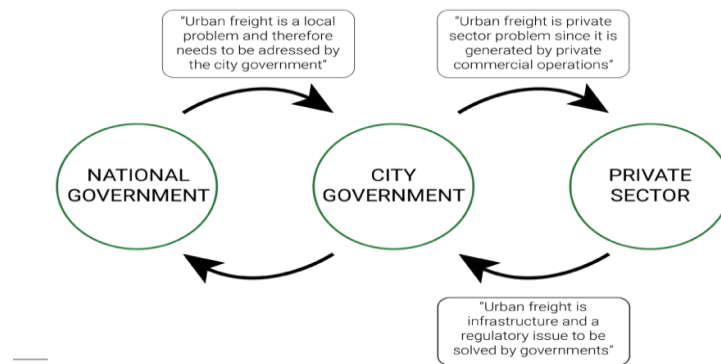 "Urban freight is a local
problem and therefore
needs to be adressed by
the city government"
"Urban freight is private
sector problem since it is
generated by private
commercial operations"
NATIONAL
GOVERNMENT
CITY
GOVERNMENT
PRIVATE
SECTOR
"Urban freight is
infrastructure and a
regulatory issue to be
solved by governments"